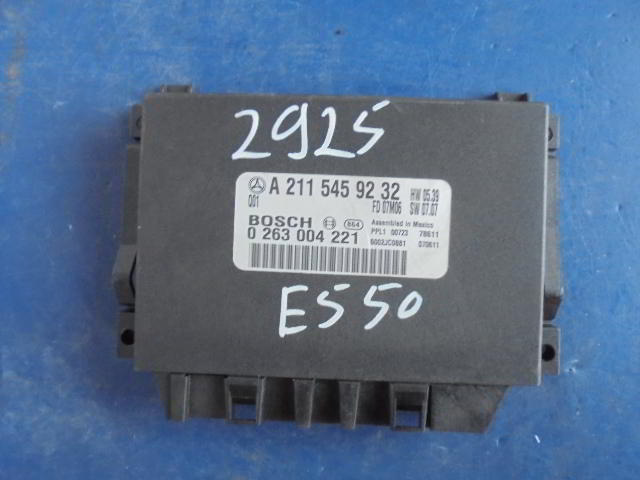 2925
A 211 545 92 32
001 FD 07M06 HW 05.39
SW 07.07
BOSCH 864 Assembled in Mexico
0 263 004 221 PPL1 00723 78611
6002JC0881 070611
E550